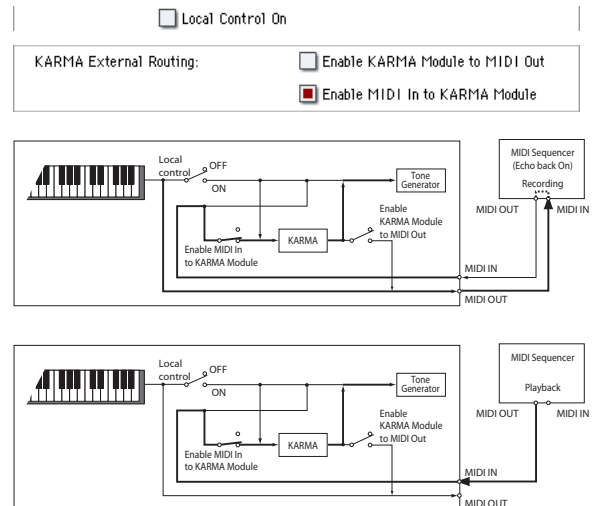 Local Control On
KARMA External Routing:
Enable KARMA Module to MIDI Out
Enable MIDI In to KARMA Module
Local
control
OFF
ON
Tone
Generator
Enable
KARMA Module
to MIDI Out
KARMA
Enable MIDI In
to KARMA Module
MIDI Sequencer
(Echo back On)
Recording
MIDI OUT
MIDI IN
MIDI IN
MIDI OUT
Local
control
OFF
ON
Tone
Generator
Enable
KARMA Module
to MIDI Out
KARMA
Enable MIDI In
to KARMA Module
MIDI Sequencer
Playback
MIDI OUT
MIDI IN
MIDI IN
MIDI OUT